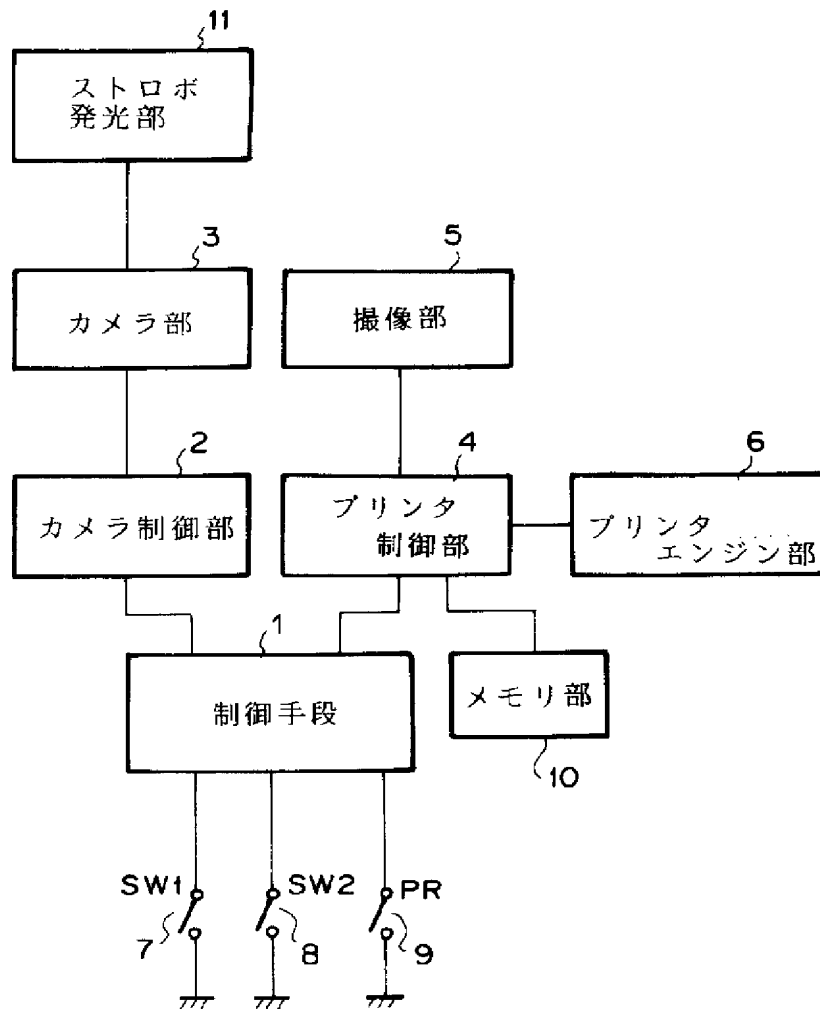 11
ストロボ
発光部
3
カメラ部
5
撮像部
2
カメラ制御部
4
プリンタ
制御部
6
プリンタ
エンジン部
1
制御手段
メモリ部
10
SW1
SW2
PR
7
8
9